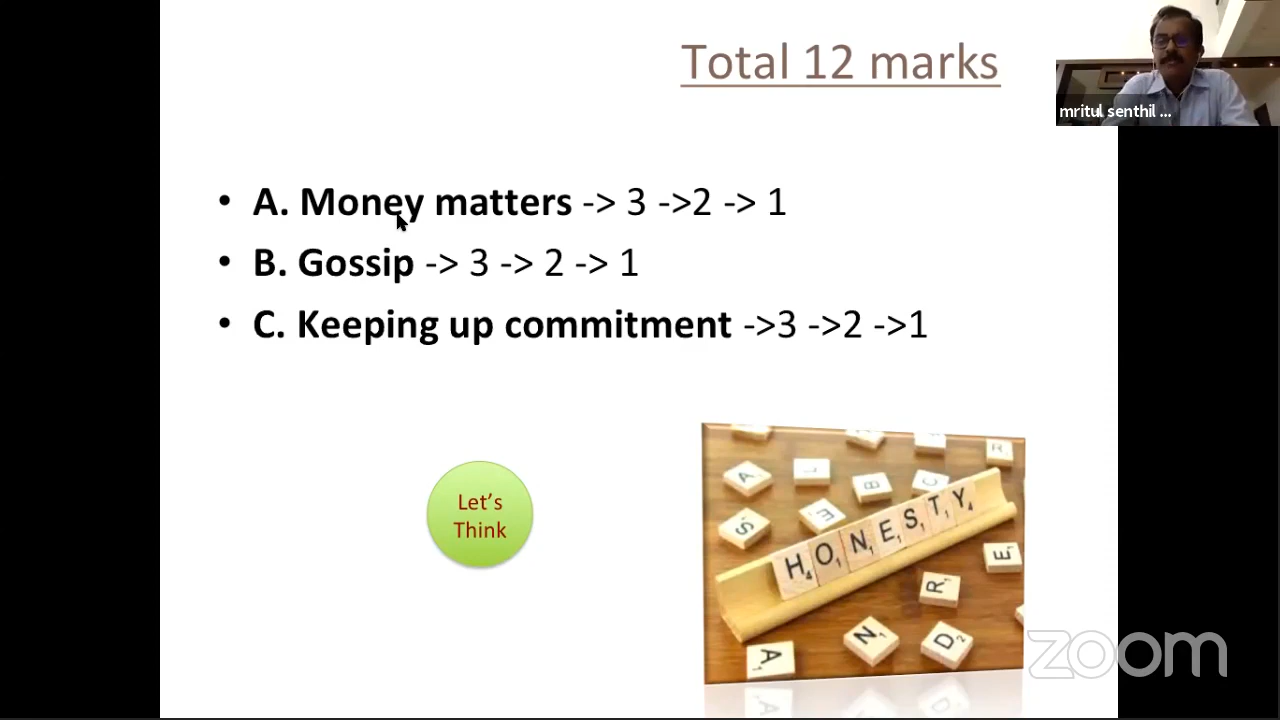 Total 12 marks
mritul senthil ...
• A. Money matters -> 3 ->2 -> 1
• B. Gossip -> 3 -> 2 -> 1
• C. Keeping up commitment ->3 ->2 ->1
Let's
Think
HONESTY
zoom